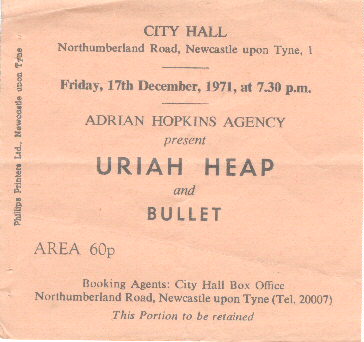 CITY HALL
Northumberland Road, Newcastle upon Tyne, 1
Friday, 17th December, 1971, at 7.30 p.m.
ADRIAN HOPKINS AGENCY
present
URIAH HEAP
and
BULLET
AREA 60p
Booking Agents: City Hall Box Office
Northumberland Road, Newcastle upon Tyne (Tel. 20007)
This Portion to be retained
Phillips Printers Ltd., Newcastle upon Tyne